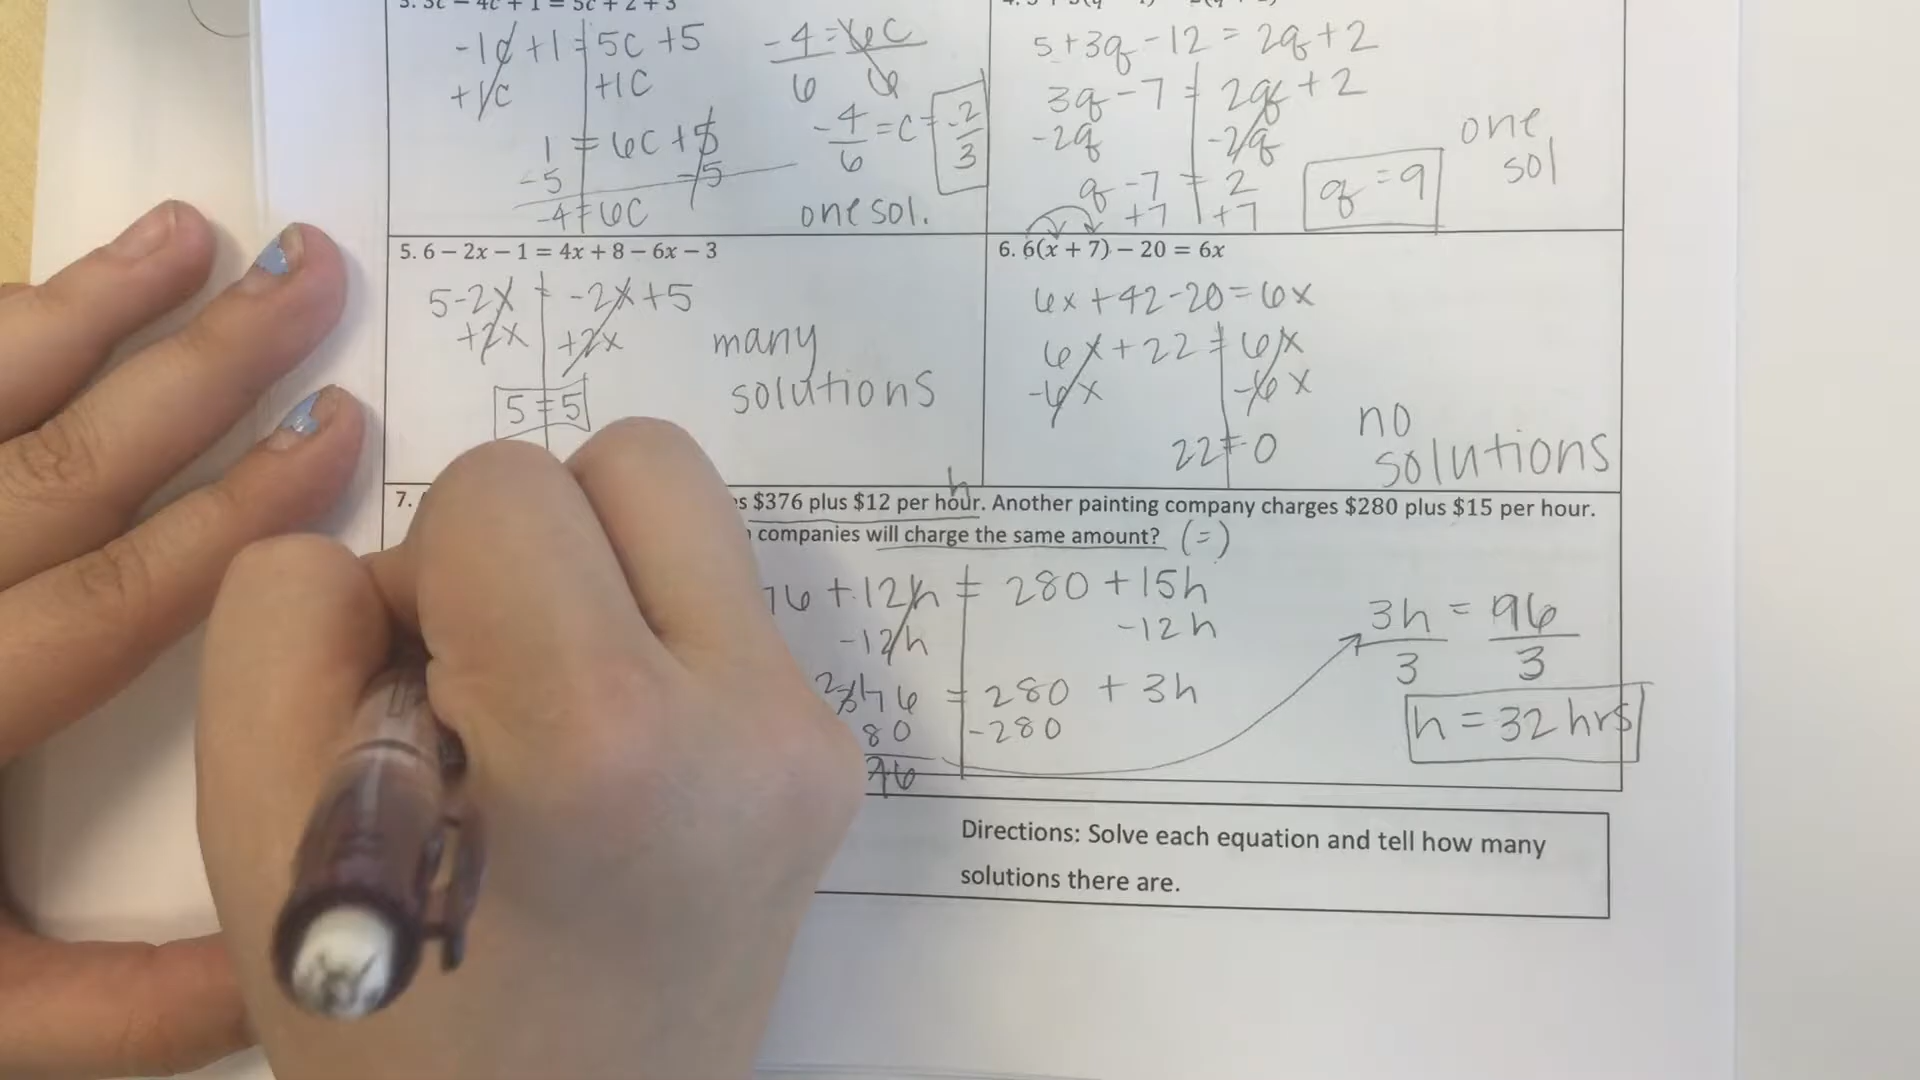 -1c + 1 = 5c + 5
+1c +1c
1 = 6c + 5
-5 -5
-4 = 6c
-4 = 6c
6 6
-4/6 = c = -2/3
one sol.
5 + 3q - 12 = 2q + 2
3q - 7 = 2q + 2
-2q -2q
q - 7 = 2
+7 +7
q = 9
one
sol
5. 6 – 2x – 1 = 4x + 8 – 6x – 3
5 - 2x = -2x + 5
+2x +2x
5 = 5
many
solutions
6. 6(x + 7) – 20 = 6x
6x + 42 - 20 = 6x
6x + 22 = 6x
-6x -6x
22 = 0
no
solutions
h
7. $376 plus $12 per hour. Another painting company charges $280 plus $15 per hour.
companies will charge the same amount? (=)
76 + 12h = 280 + 15h
-12h -12h
76 = 280 + 3h
80 -280
96
3h = 96
3 3
h = 32 hrs
Directions: Solve each equation and tell how many
solutions there are.